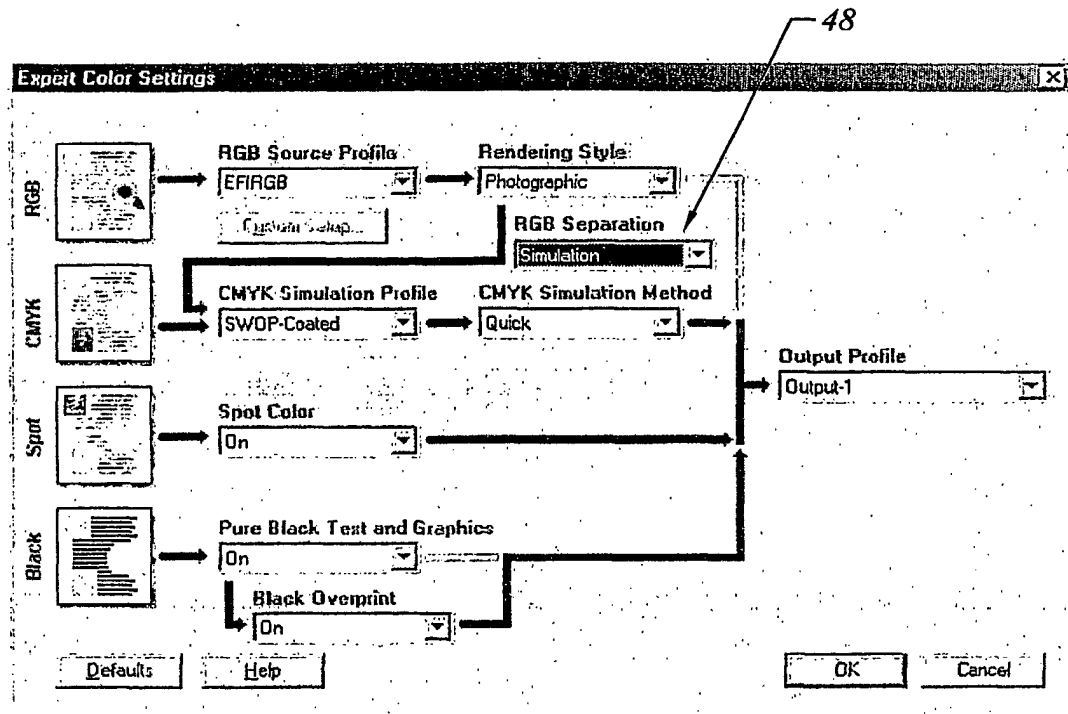 48
Expert Color Settings
RGB
RGB Source Profile
EFIRGB
Rendering Style
Photographic
Custom Setup...
RGB Separation
Simulation
CMYK
CMYK Simulation Profile
SWOP-Coated
CMYK Simulation Method
Quick
Output Profile
Output-1
Spot
Spot Color
On
Black
Pure Black Text and Graphics
On
Black Overprint
On
Defaults
Help
OK
Cancel